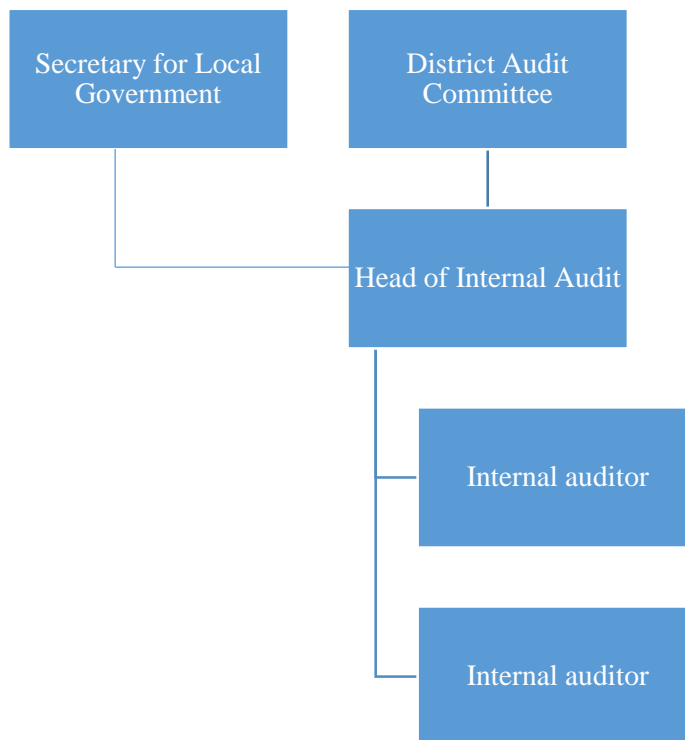 Secretary for Local
Government
District Audit
Committee
Head of Internal Audit
Internal auditor
Internal auditor